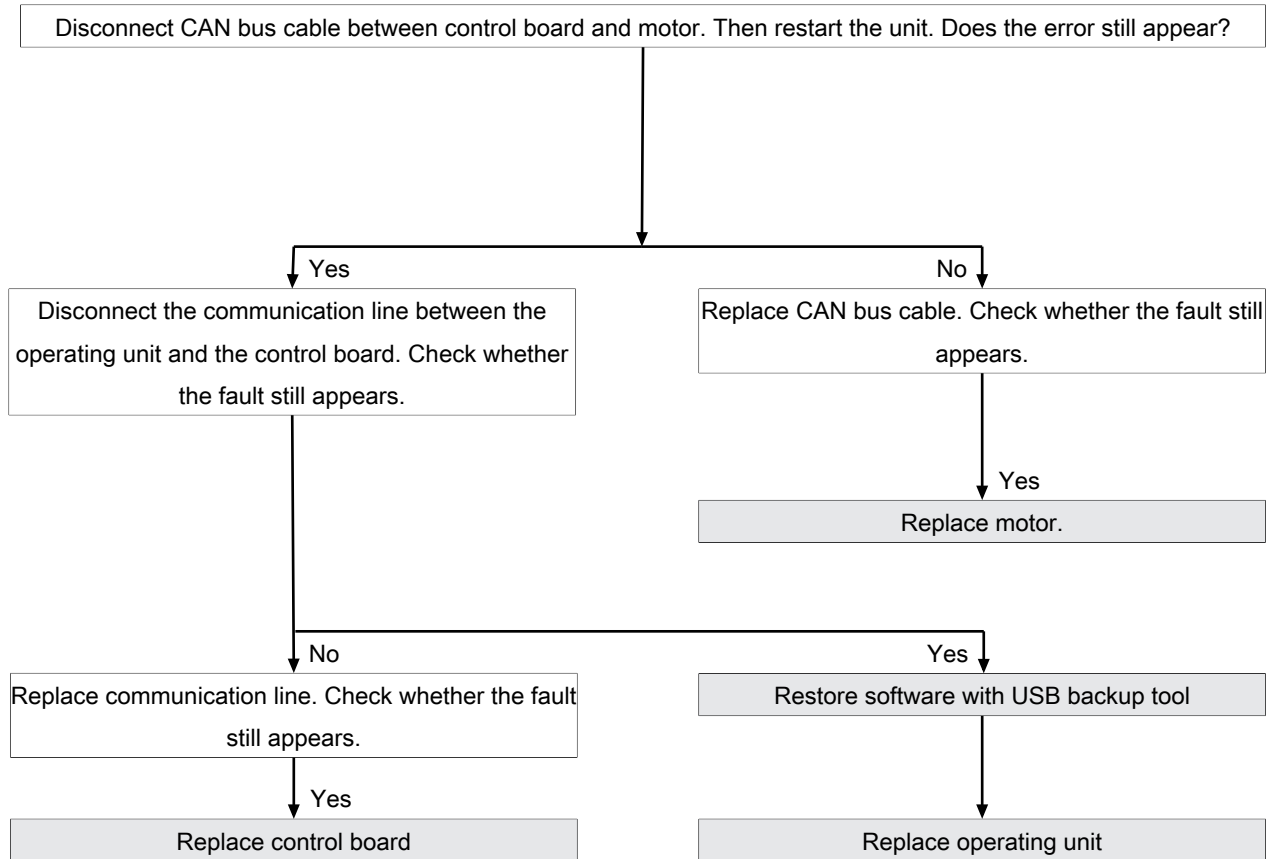 Disconnect CAN bus cable between control board and motor. Then restart the unit. Does the error still appear?
Yes
No
Disconnect the communication line between the
operating unit and the control board. Check whether
the fault still appears.
Replace CAN bus cable. Check whether the fault still
appears.
Yes
Replace motor.
No
Yes
Replace communication line. Check whether the fault
still appears.
Restore software with USB backup tool
Yes
Replace control board
Replace operating unit